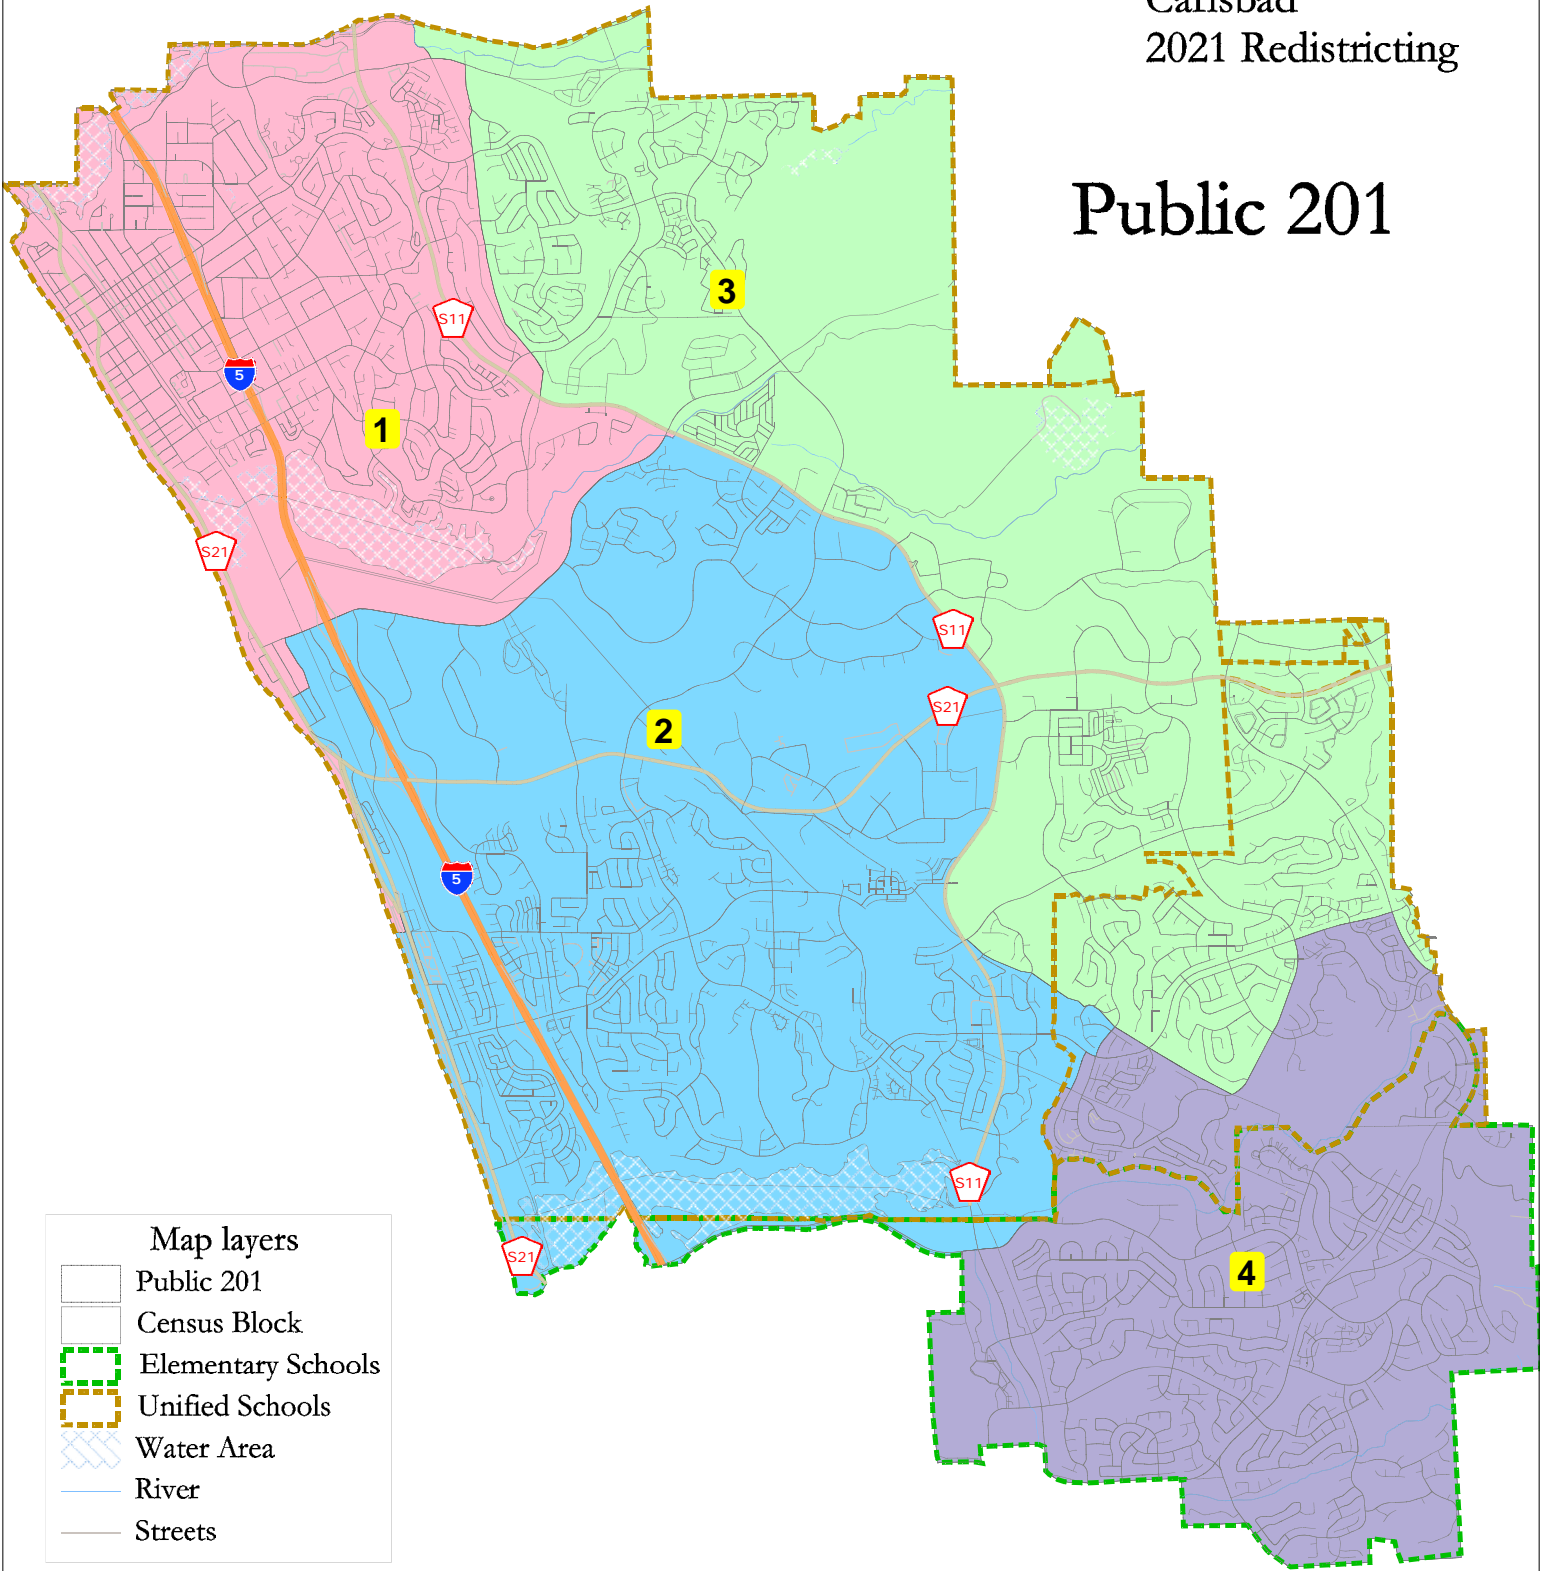 Carlsbad
2021 Redistricting
Public 201
3
S11
5
1
S21
S11
S21
2
5
S11
S21
4
Map layers
Public 201
Census Block
Elementary Schools
Unified Schools
Water Area
River
Streets